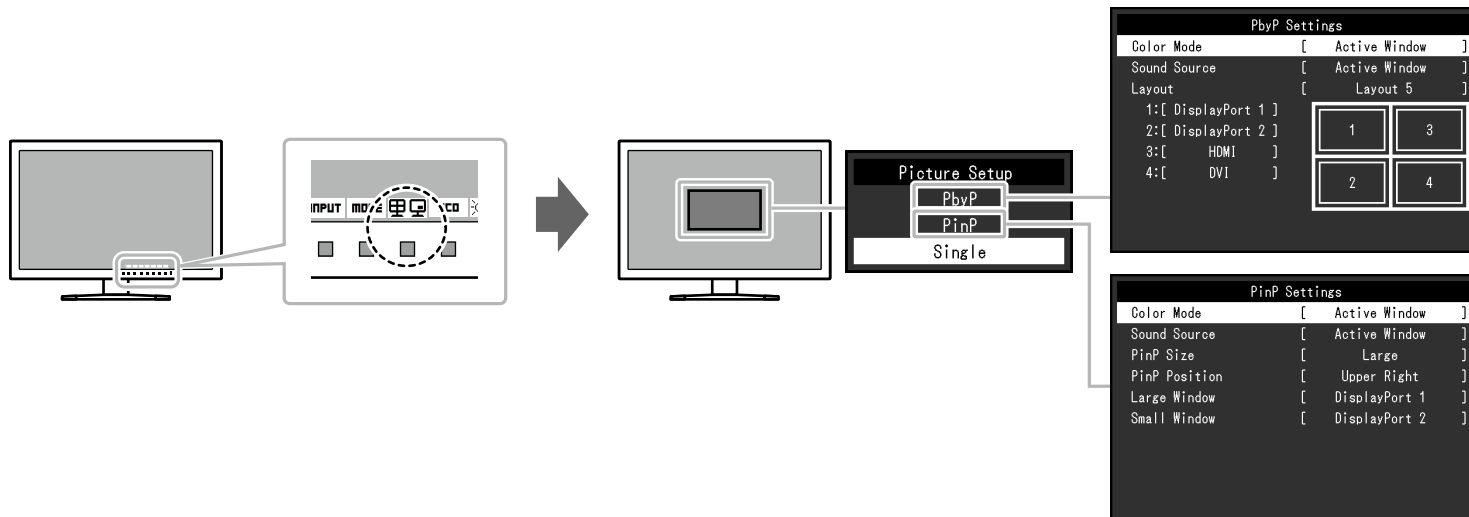 INPUT MOVE ECO
Picture Setup
PbyP
PinP
Single
PbyP Settings
Color Mode [ Active Window ]
Sound Source [ Active Window ]
Layout [ Layout 5 ]
1:[ DisplayPort 1 ]
2:[ DisplayPort 2 ]
3:[ HDMI ]
4:[ DVI ]
1 3
2 4
PinP Settings
Color Mode [ Active Window ]
Sound Source [ Active Window ]
PinP Size [ Large ]
PinP Position [ Upper Right ]
Large Window [ DisplayPort 1 ]
Small Window [ DisplayPort 2 ]